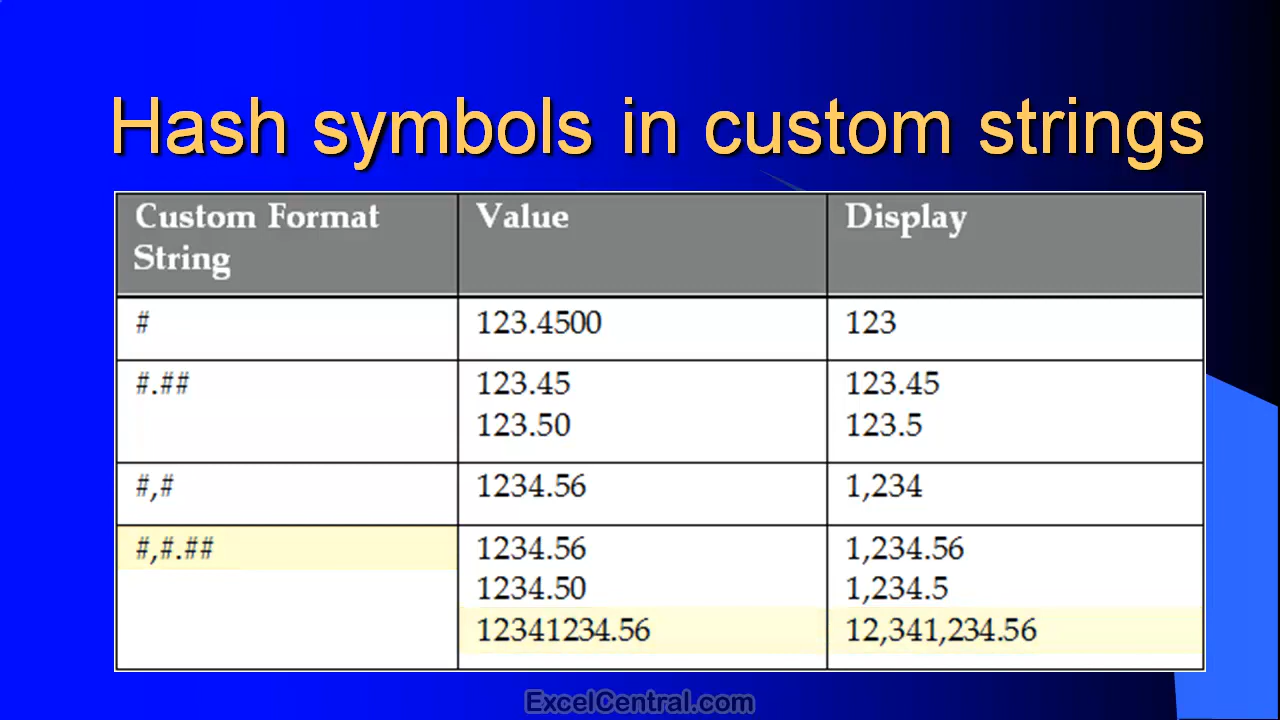 Hash symbols in custom strings
Custom Format String Value Display
# 123.4500 123
#.## 123.45 123.45
123.50 123.5
#,# 1234.56 1,234
#,#.## 1234.56 1,234.56
1234.50 1,234.5
12341234.56 12,341,234.56
ExcelCentral.com